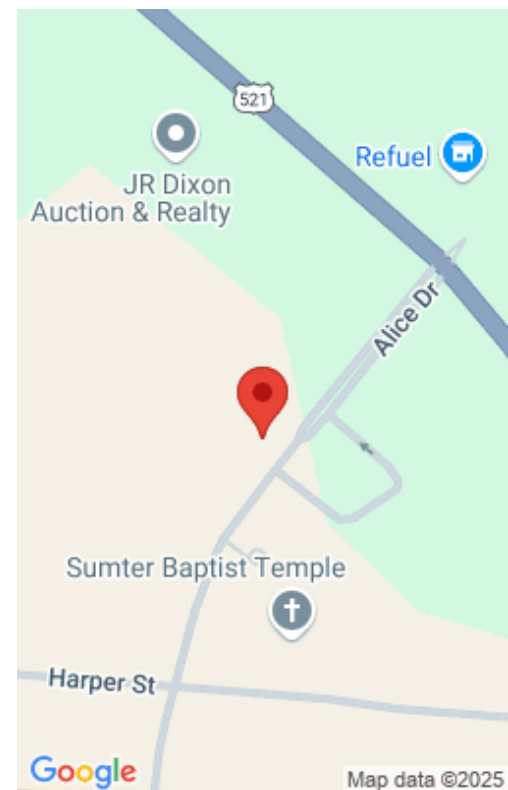 521
Refuel
JR Dixon
Auction & Realty
Alice Dr
Sumter Baptist Temple
Harper St
Google
Map data ©2025